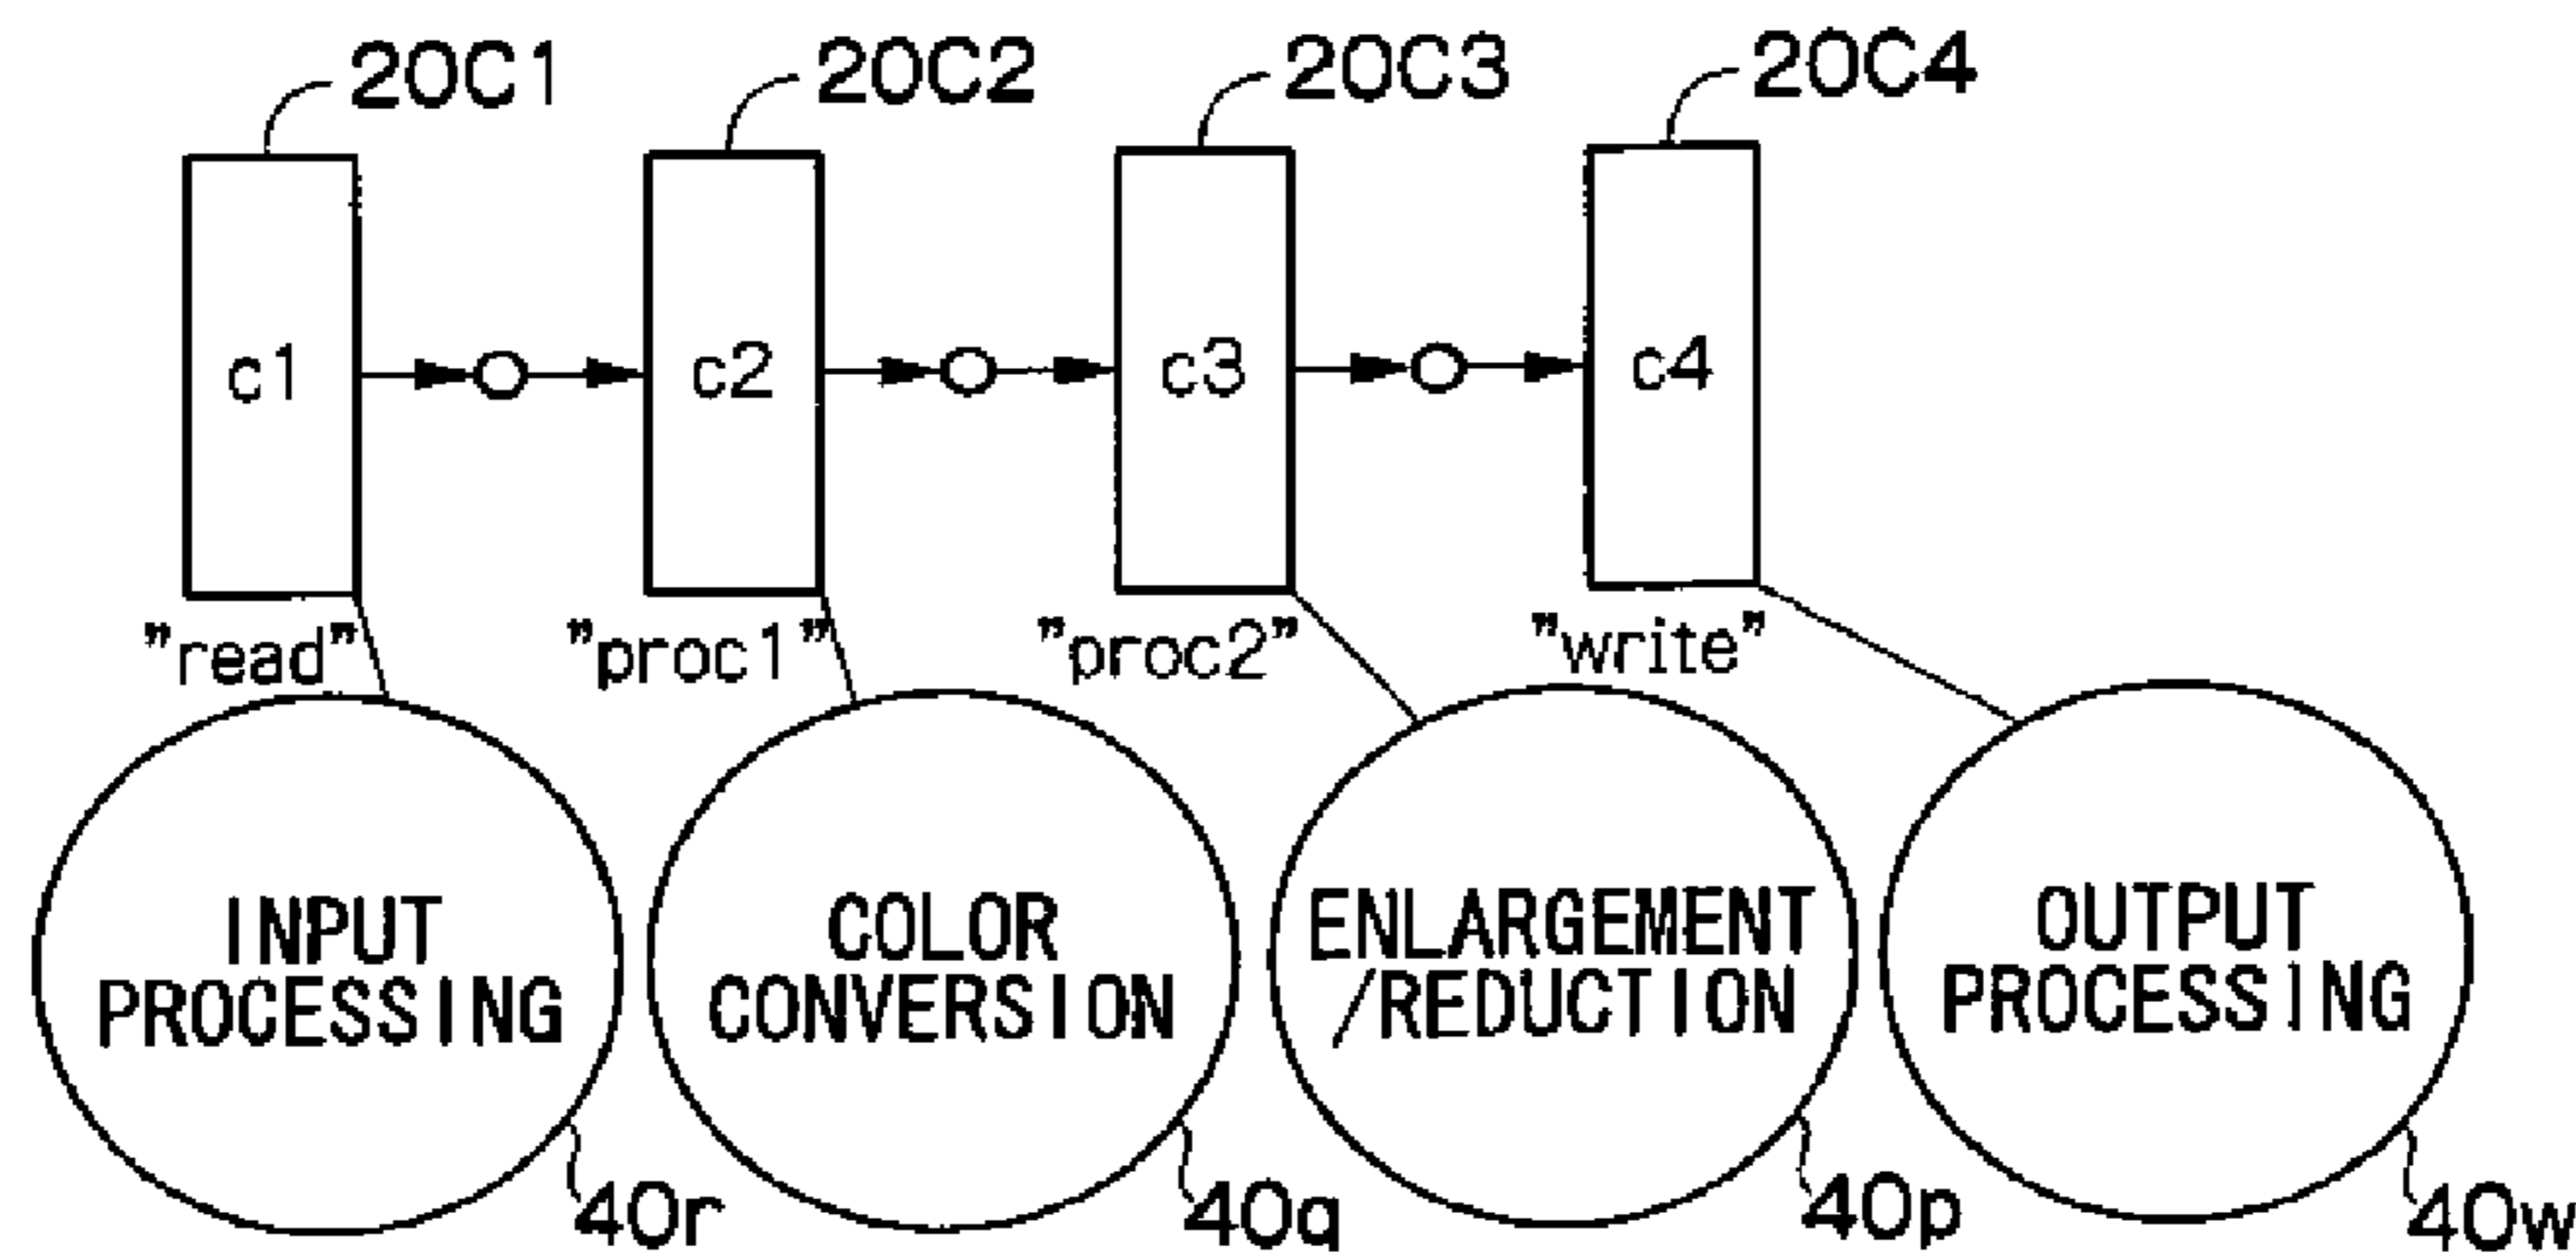 20C1 20C2 20C3 20C4
c1 c2 c3 c4
"read" "proc1" "proc2" "write"
INPUT PROCESSING
COLOR CONVERSION
ENLARGEMENT /REDUCTION
OUTPUT PROCESSING
40r 40q 40p 40w